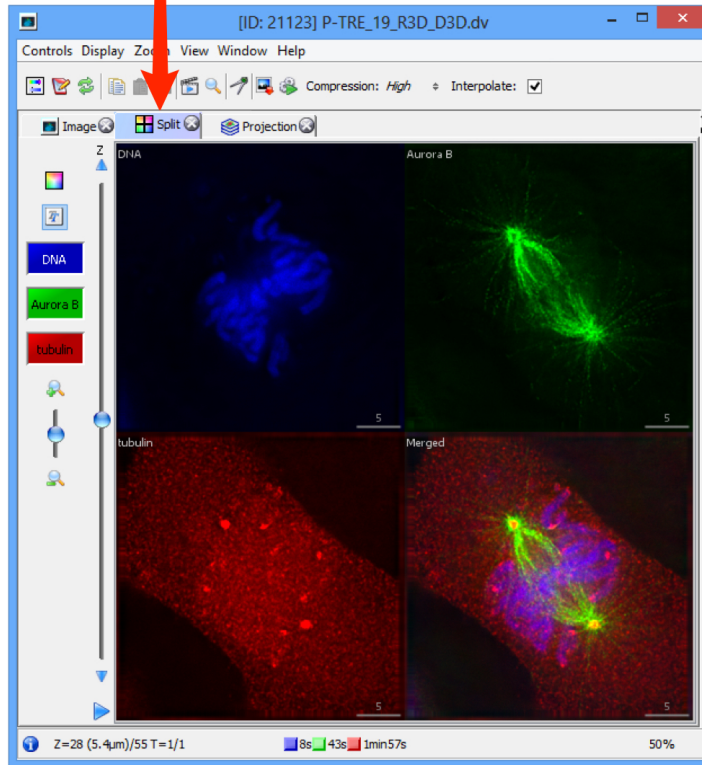 [ID: 21123] P-TRE_19_R3D_D3D.dv
Controls Display Zoom View Window Help
Compression: High Interpolate:
Image Split Projection
Z
DNA
Aurora B
DNA
Aurora B
tubulin
5
5
tubulin
Merged
5
5
Z=28 (5.4µm)/55 T=1/1 8s 43s 1min57s 50%